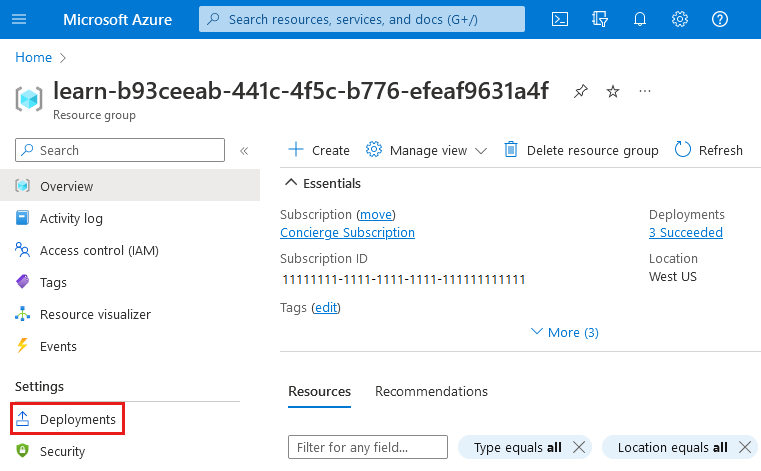 Microsoft Azure
Search resources, services, and docs (G+/)
Home
learn-b93ceeab-441c-4f5c-b776-efeaf9631a4f
Resource group
Search
Create
Manage view
Delete resource group
Refresh
Overview
Activity log
Access control (IAM)
Tags
Resource visualizer
Events
Settings
Deployments
Security
Essentials
Subscription (move)
Concierge Subscription
Subscription ID
11111111-1111-1111-1111-111111111111
Tags (edit)
Deployments
3 Succeeded
Location
West US
More (3)
Resources
Recommendations
Filter for any field...
Type equals all
Location equals all